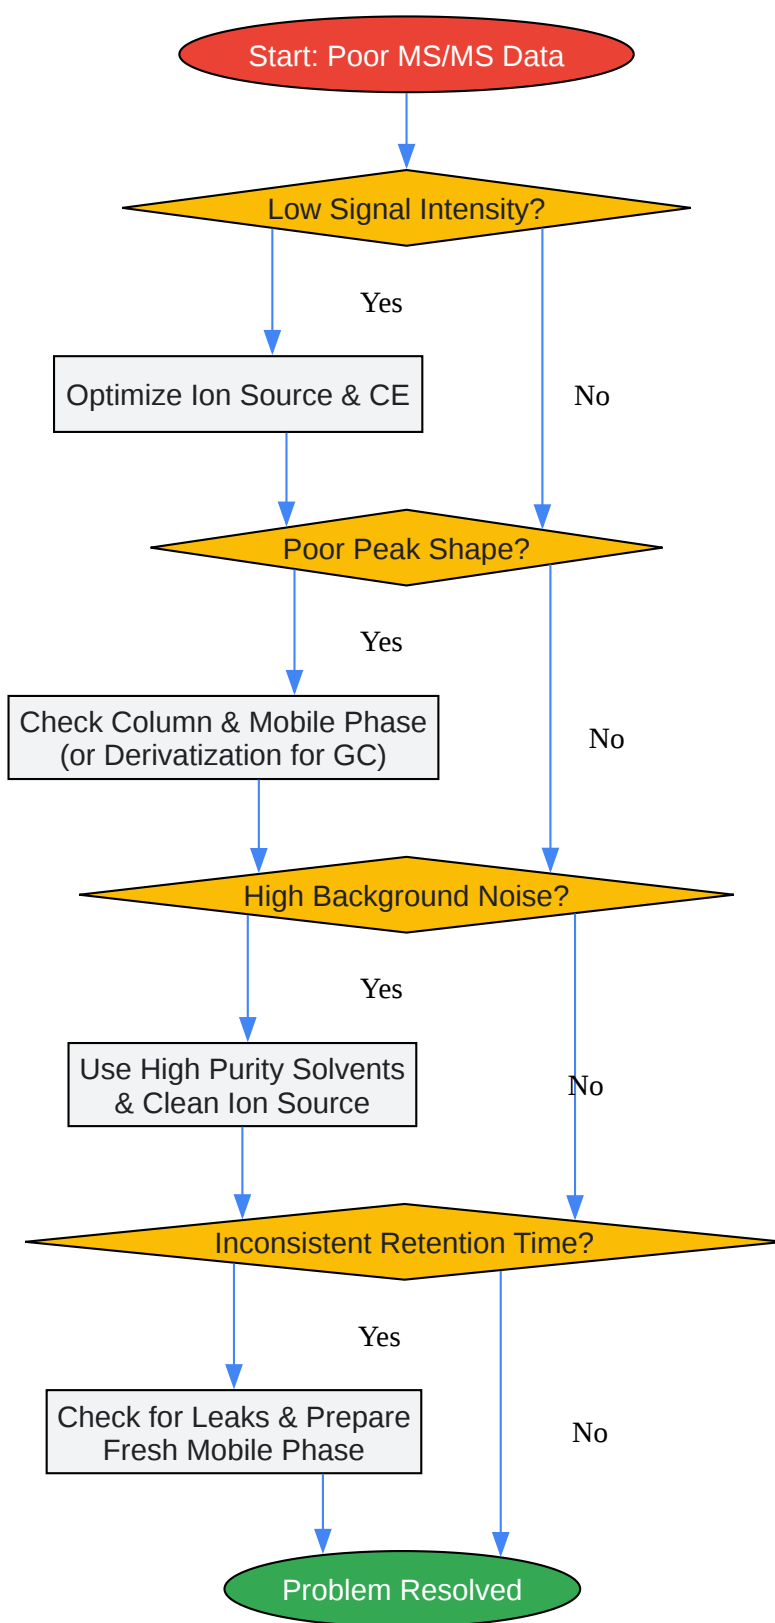 Start: Poor MS/MS Data
Low Signal Intensity?
Yes
Optimize Ion Source & CE
No
Poor Peak Shape?
Yes
Check Column & Mobile Phase
(or Derivatization for GC)
No
High Background Noise?
Yes
Use High Purity Solvents
& Clean Ion Source
No
Inconsistent Retention Time?
Yes
Check for Leaks & Prepare
Fresh Mobile Phase
No
Problem Resolved